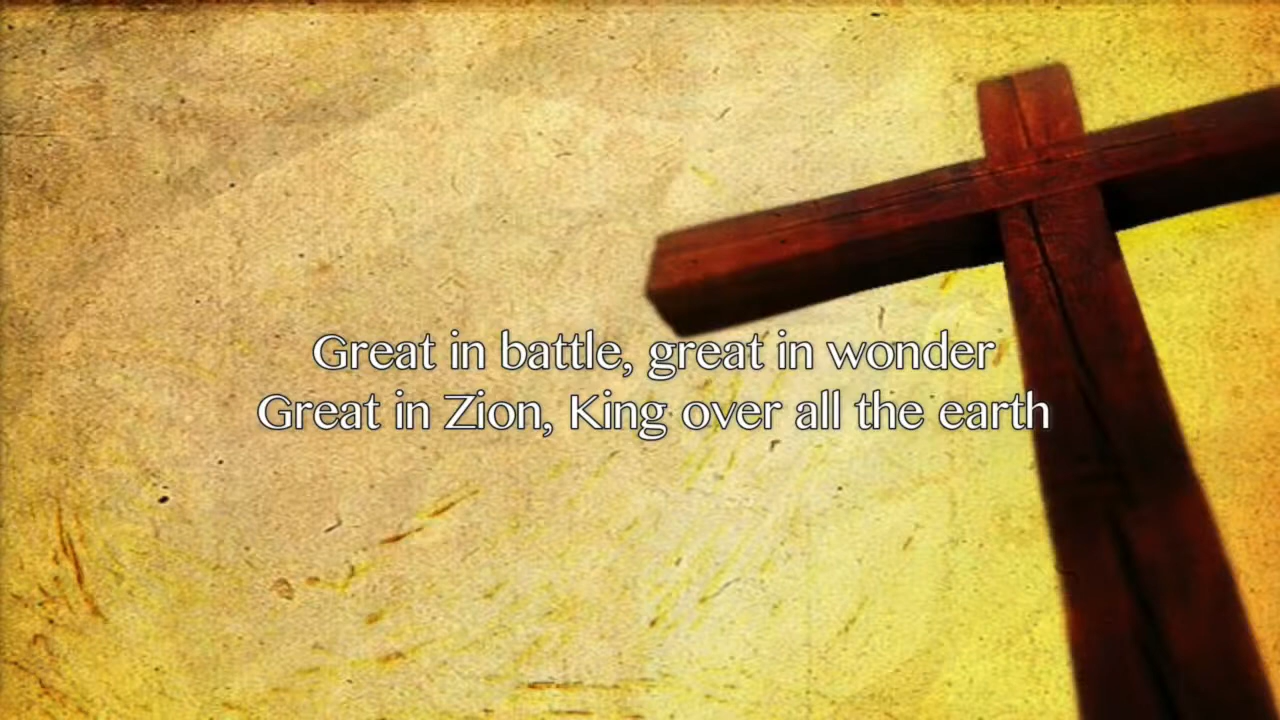 Great in battle, great in wonder
Great in Zion, King over all the earth